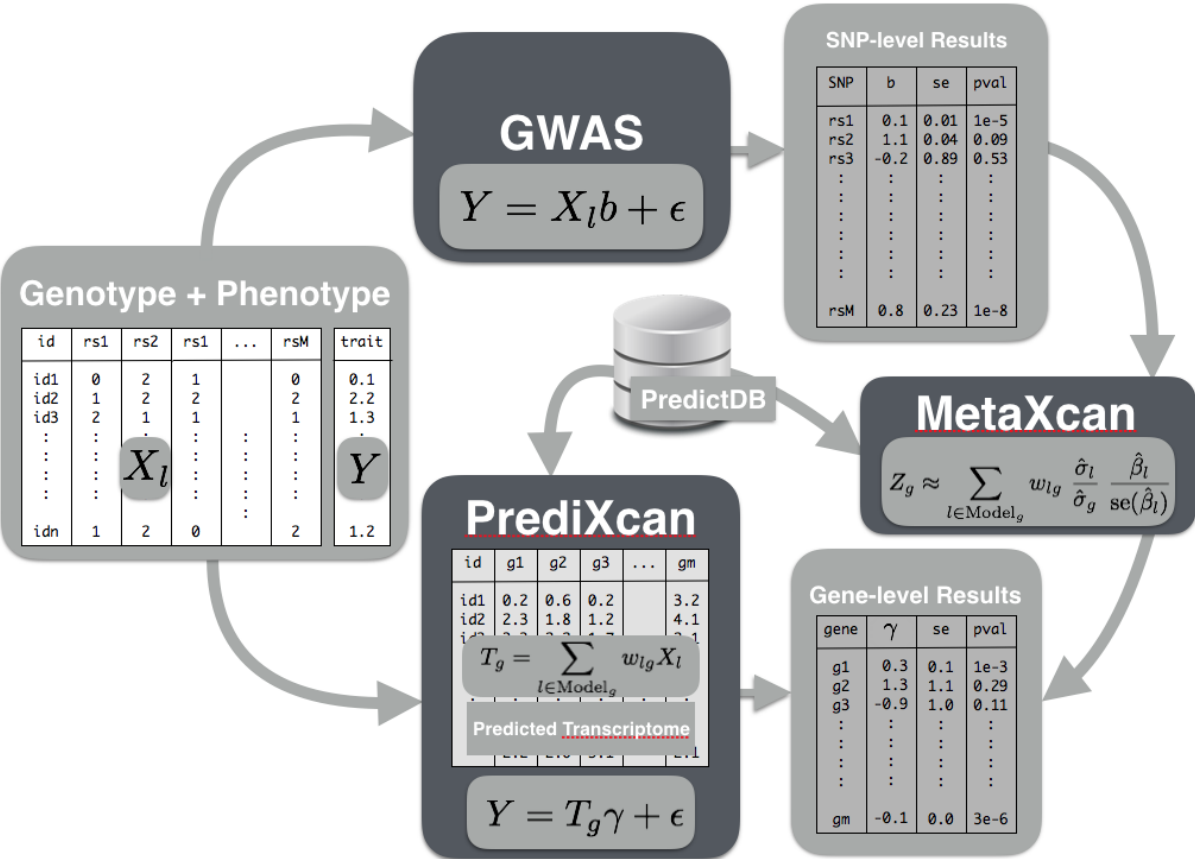 GWAS
Y = X_l b + ϵ
SNP-level Results
SNP b se pval
rs1 0.1 0.01 1e-5
rs2 1.1 0.04 0.09
rs3 -0.2 0.89 0.53
: : : :
: : : :
: : : :
: : : :
: : : :
: : : :
rsM 0.8 0.23 1e-8
Genotype + Phenotype
id rs1 rs2 rs1 ... rsM trait
id1 0 2 1 0 0.1
id2 1 2 2 2 2.2
id3 2 1 1 1 1.3
: : : : : : :
: : : : : :
: : : : :
: : : : :
:
X_l
Y
idn 1 2 0 2 1.2
PredictDB
MetaXcan
Z_g ≈ ∑_{l∈Model_g} w_{lg} \frac{σ̂_l}{σ̂_g} \frac{β̂_l}{se(β̂_l)}
PrediXcan
id g1 g2 g3 ... gm
id1 0.2 0.6 0.2 3.2
id2 2.3 1.8 1.2 4.1
T_g = ∑_{l∈Model_g} w_{lg} X_l
Predicted Transcriptome
Y = T_g γ + ϵ
Gene-level Results
gene γ se pval
g1 0.3 0.1 1e-3
g2 1.3 1.1 0.29
g3 -0.9 1.0 0.11
: : : :
: : : :
: : : :
: : : :
gm -0.1 0.0 3e-6